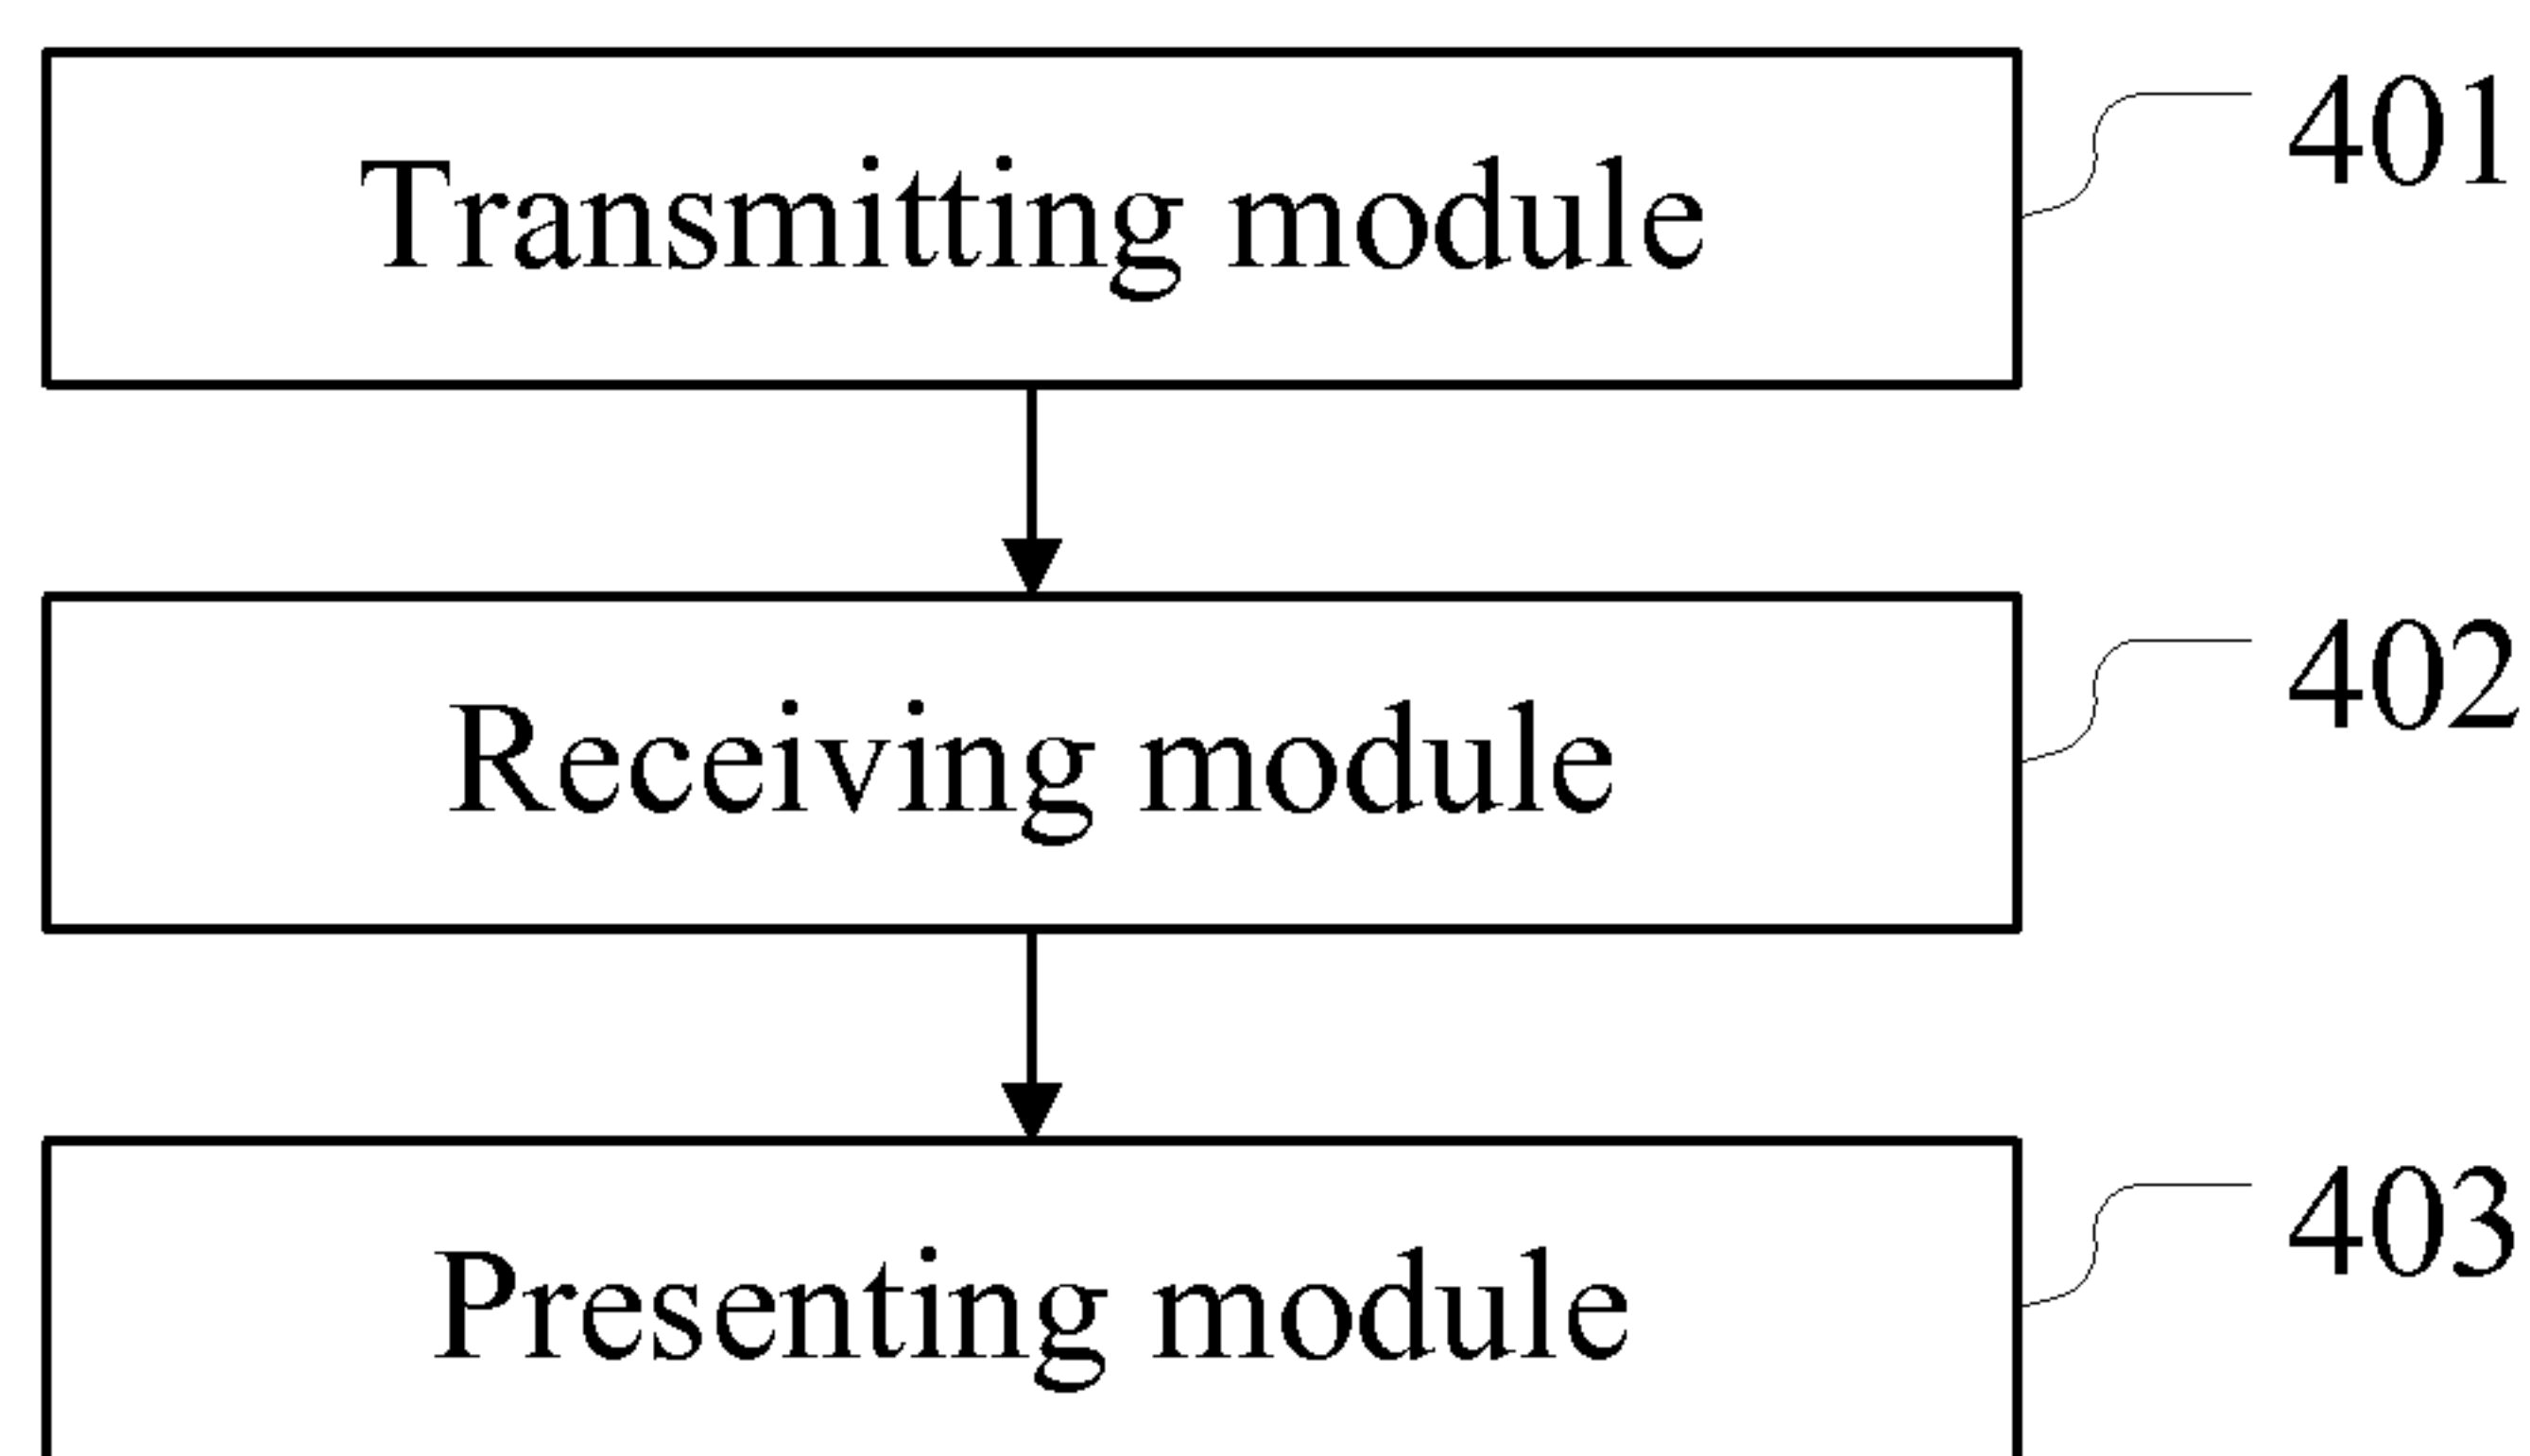 Transmitting module
401
Receiving module
402
Presenting module
403